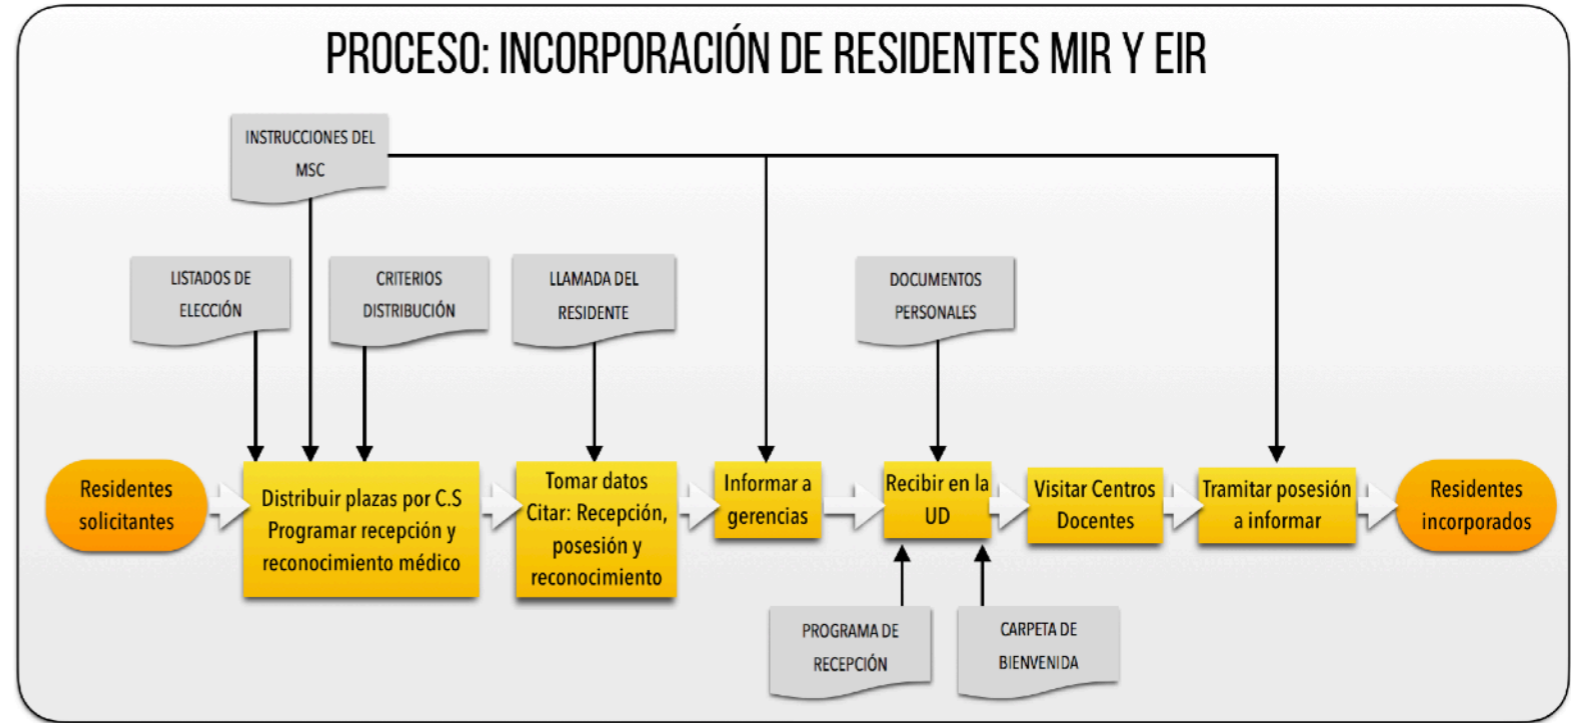 PROCESO: INCORPORACIÓN DE RESIDENTES MIR Y EIR
INSTRUCCIONES DEL
MSC
LISTADOS DE
ELECCIÓN
CRITERIOS
DISTRIBUCIÓN
LLAMADA DEL
RESIDENTE
DOCUMENTOS
PERSONALES
Residentes
solicitantes
Distribuir plazas por C.S
Programar recepción y
reconocimiento médico
Tomar datos
Citar: Recepción,
posesión y
reconocimiento
Informar a
gerencias
Recibir en la
UD
Visitar Centros
Docentes
Tramitar posesión
a informar
Residentes
incorporados
PROGRAMA DE
RECEPCIÓN
CARPETA DE
BIENVENIDA